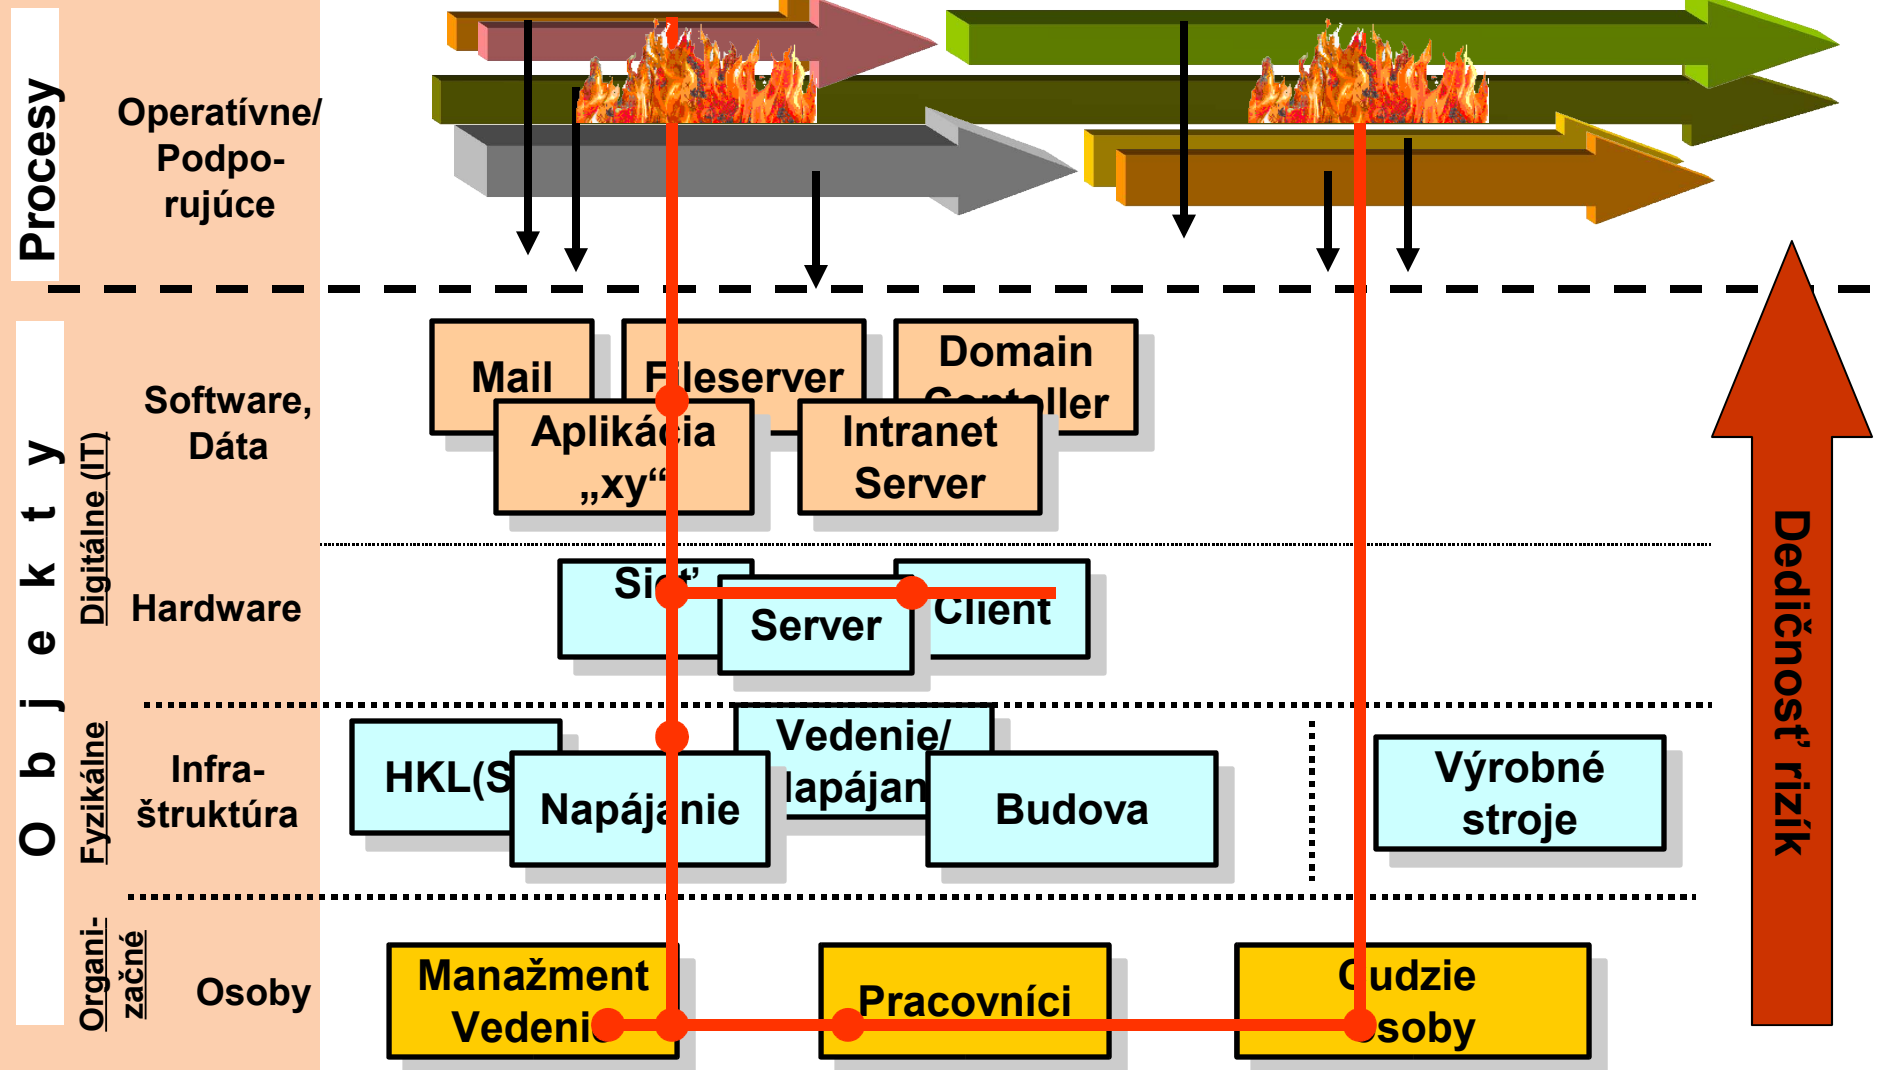 Procesy
Operatívne/
Podpo-
rujúce
Objekty
Digitálne (IT)
Software,
Dáta
Mail
Fileserver
Domain
Contoller
Aplikácia
„xy“
Intranet
Server
Hardware
Sieť
Server
Client
Fyzikálne
Infra-
štruktúra
HKL(S
Napájanie
Vedenie/
Budova
Výrobné
stroje
Organi-
začné
Osoby
Manažment
Vedenie
Pracovníci
Cudzie
osoby
Dedičnosť rizík